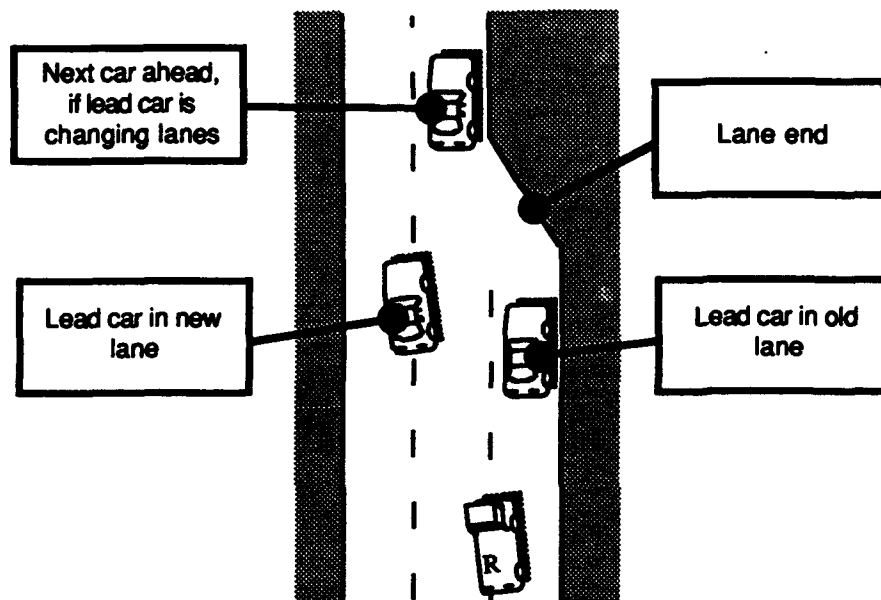 Next car ahead,
if lead car is
changing lanes
Lane end
Lead car in new
lane
Lead car in old
lane
R